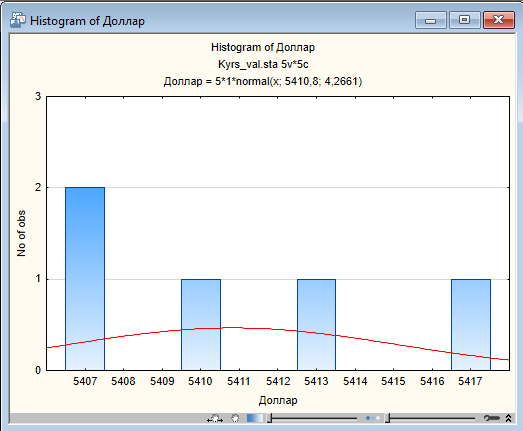 Histogram of Доллар
Histogram of Доллар
Kyrs_val.sta 5v*5c
Доллар = 5*1*normal(x; 5410,8; 4,2661)
3
2
1
0
No of obs
5407 5408 5409 5410 5411 5412 5413 5414 5415 5416 5417
Доллар